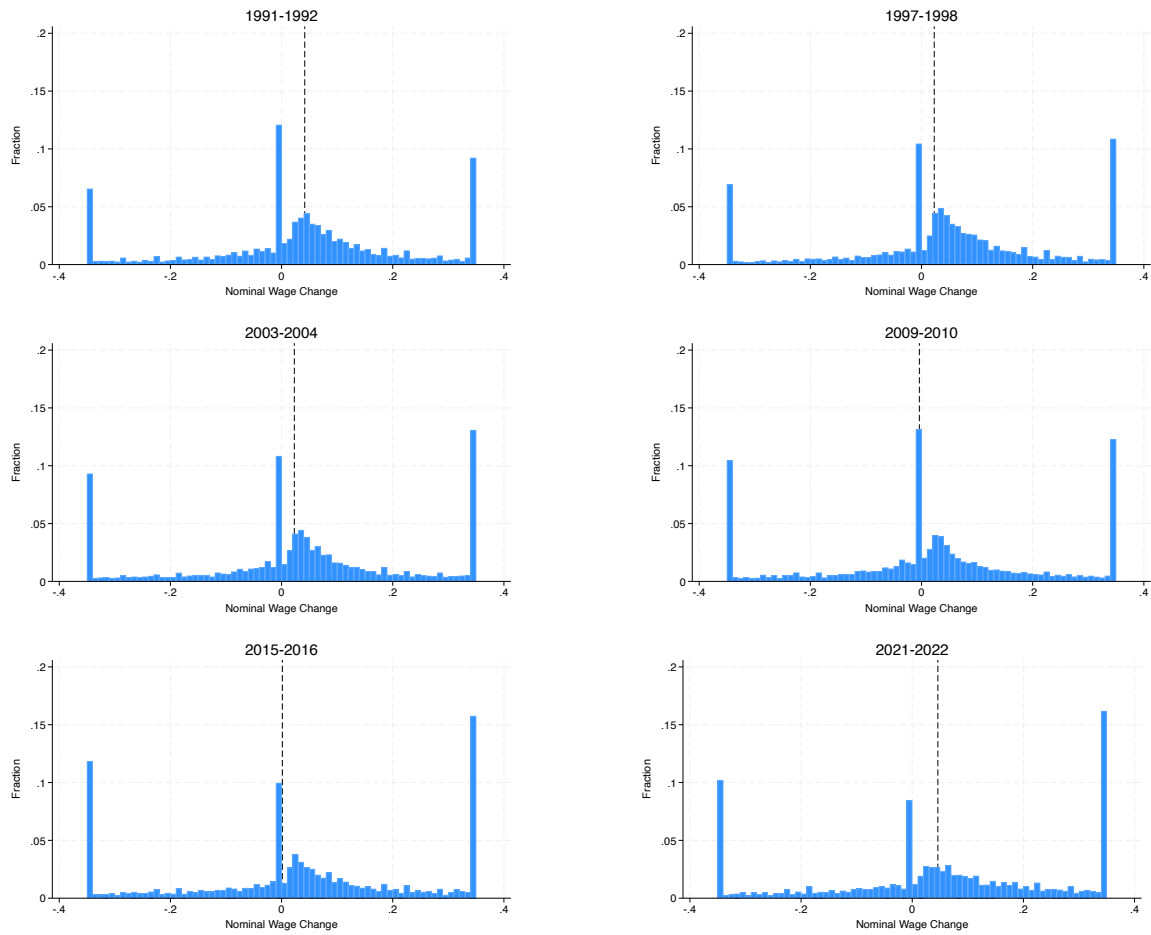 1991-1992
.2
.15
.1
.05
0
Fraction
-.4 -.2 0 .2 .4
Nominal Wage Change
1997-1998
.2
.15
.1
.05
0
Fraction
-.4 -.2 0 .2 .4
Nominal Wage Change
2003-2004
.2
.15
.1
.05
0
Fraction
-.4 -.2 0 .2 .4
Nominal Wage Change
2009-2010
.2
.15
.1
.05
0
Fraction
-.4 -.2 0 .2 .4
Nominal Wage Change
2015-2016
.2
.15
.1
.05
0
Fraction
-.4 -.2 0 .2 .4
Nominal Wage Change
2021-2022
.2
.15
.1
.05
0
Fraction
-.4 -.2 0 .2 .4
Nominal Wage Change